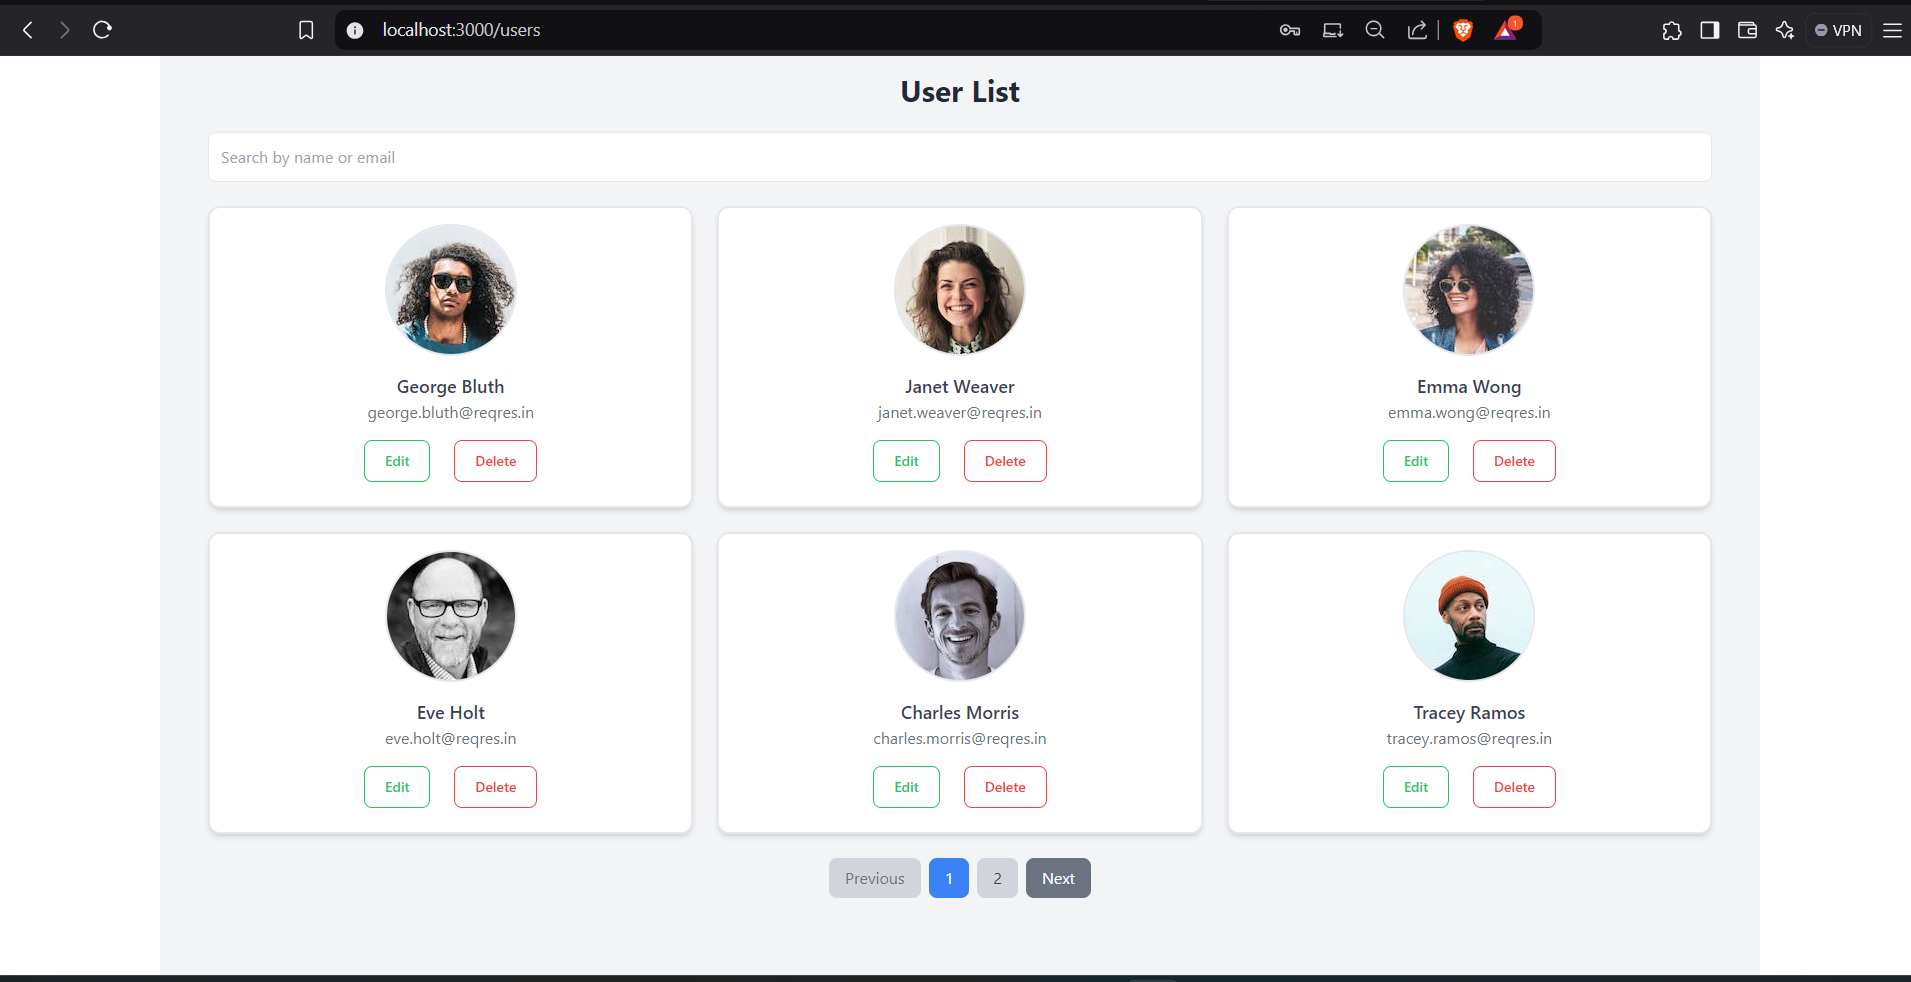 localhost:3000/users
1
VPN
User List
Search by name or email
George Bluth
george.bluth@reqres.in
Edit
Delete
Janet Weaver
janet.weaver@reqres.in
Edit
Delete
Emma Wong
emma.wong@reqres.in
Edit
Delete
Eve Holt
eve.holt@reqres.in
Edit
Delete
Charles Morris
charles.morris@reqres.in
Edit
Delete
Tracey Ramos
tracey.ramos@reqres.in
Edit
Delete
Previous
1
2
Next